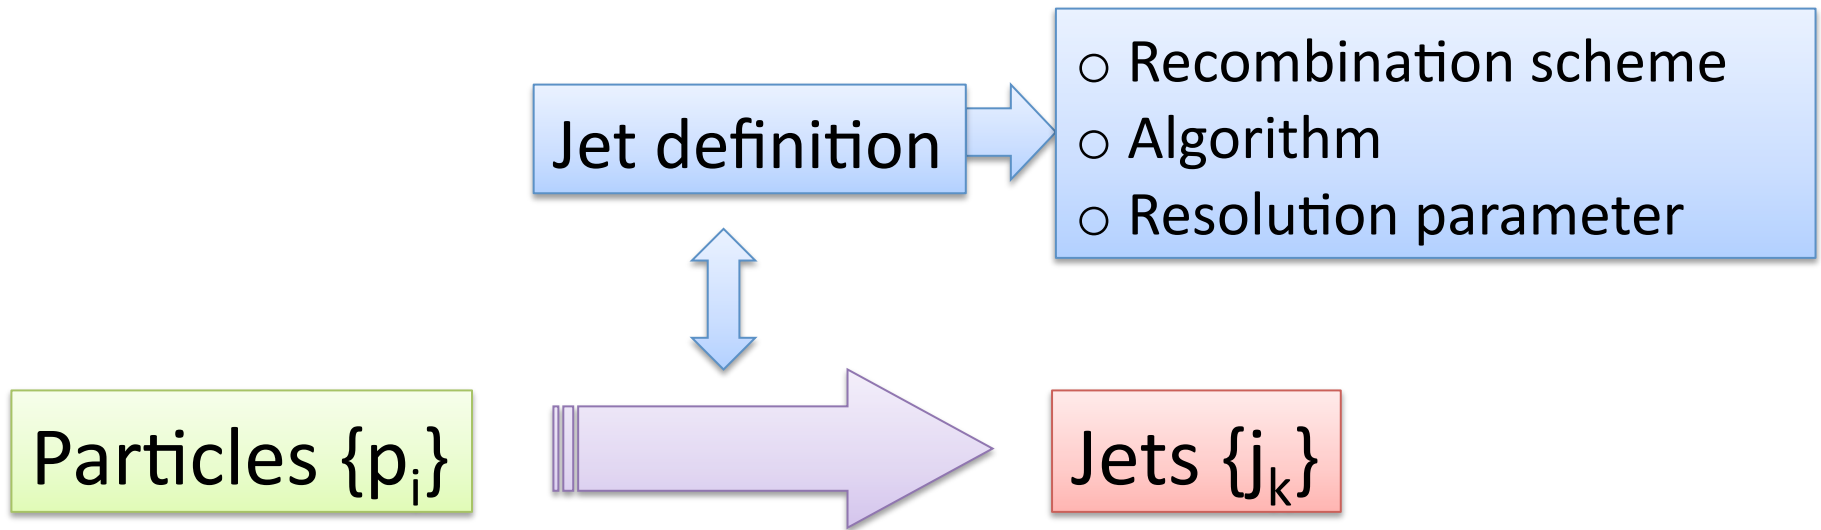 Jet definition
○ Recombination scheme
○ Algorithm
○ Resolution parameter
Particles {pᵢ}
Jets {jₖ}